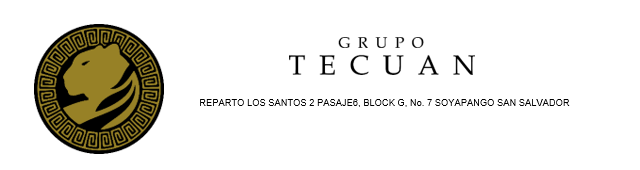 GRUPO
TECUAN
REPARTO LOS SANTOS 2 PASAJE6, BLOCK G, No. 7 SOYAPANGO SAN SALVADOR